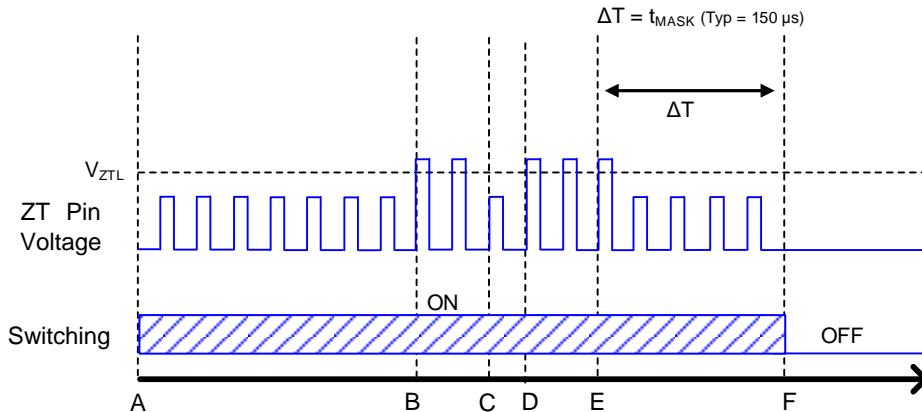 ΔT = tMASK (Typ = 150 µs)
ΔT
VZTL
ZT Pin
Voltage
ON
Switching
OFF
A B C D E F